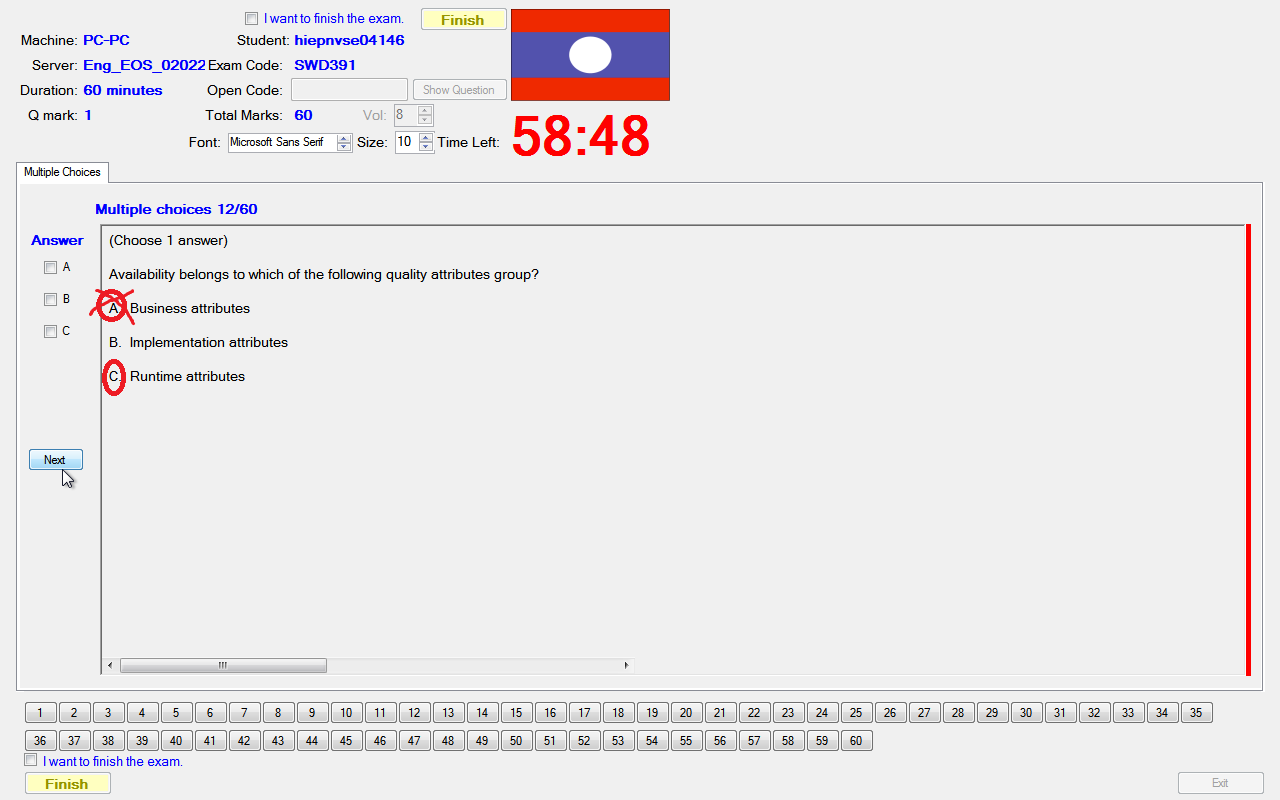 I want to finish the exam. Finish
Machine: PC-PC Student: hiepnvse04146
Server: Eng_EOS_02022 Exam Code: SWD391
Duration: 60 minutes Open Code: Show Question
Q mark: 1 Total Marks: 60 Vol: 8
Font: Microsoft Sans Serif Size: 10 Time Left: 58:48
Multiple Choices
Multiple choices 12/60
Answer
A
B
C
Next
(Choose 1 answer)
Availability belongs to which of the following quality attributes group?
A. Business attributes
B. Implementation attributes
C. Runtime attributes
1 2 3 4 5 6 7 8 9 10 11 12 13 14 15 16 17 18 19 20 21 22 23 24 25 26 27 28 29 30 31 32 33 34 35
36 37 38 39 40 41 42 43 44 45 46 47 48 49 50 51 52 53 54 55 56 57 58 59 60
I want to finish the exam.
Finish Exit